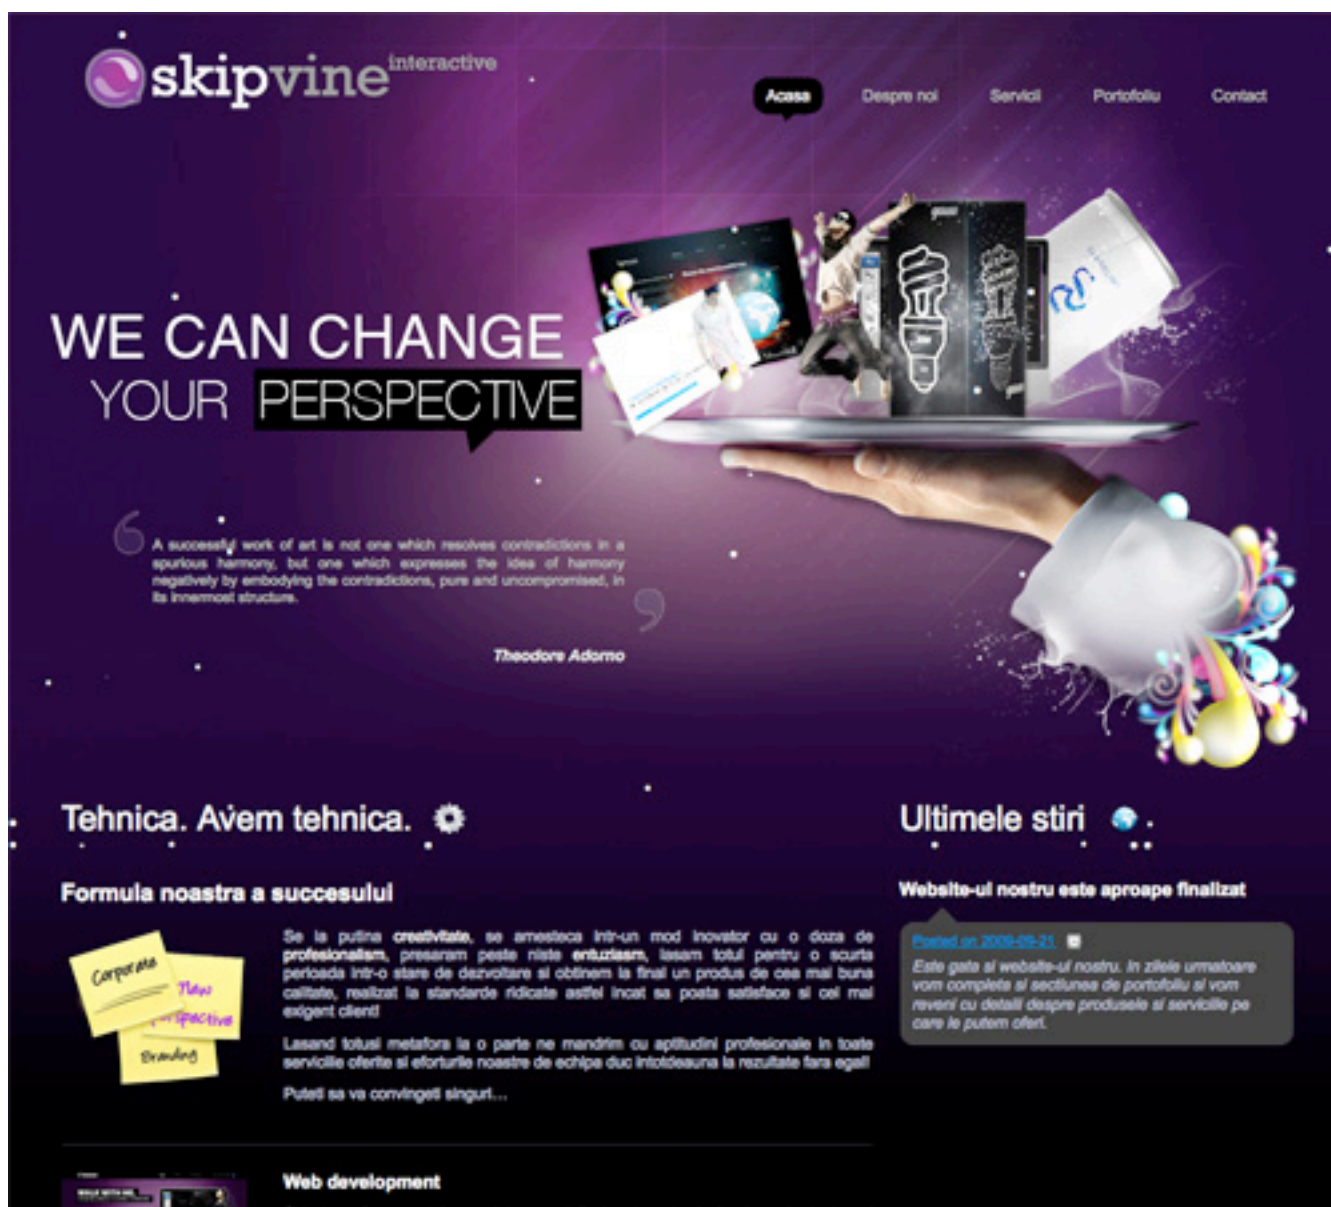 skipvine interactive
Acasa Despre noi Servicii Portofoliu Contact
WE CAN CHANGE
YOUR PERSPECTIVE
A successful work of art is not one which resolves contradictions in a
spurious harmony, but one which expresses the idea of harmony
negatively by embodying the contradictions, pure and uncompromised, in
its innermost structure.
Theodore Adorno
Tehnica. Avem tehnica.
Formula noastra a succesului
Corporate
New
perspective
Branding
Se ia putina creativitate, se amesteca intr-un mod inovator cu o doza de
profesionalism, presaram peste niste entuziasm, lasam totul pentru o scurta
perioada intr-o stare de dezvoltare si obtinem la final un produs de cea mai buna
calitate, realizat la standarde ridicate astfel incat sa poata satisface si cel mai
exigent client!
Lasand totusi metafora la o parte ne mandrim cu aptitudini profesionale in toate
serviciile oferite si eforturile noastre de echipa duc intotdeauna la rezultate fara egal!
Puteti sa va convingeti singuri...
Web development
Ultimele stiri
Website-ul nostru este aproape finalizat
Posted on 2009-09-21
Este gata si website-ul nostru. In zilele urmatoare
vom completa si sectiunea de portofoliu si vom
reveni cu detalii despre produsele si serviciile pe
care le putem oferi.